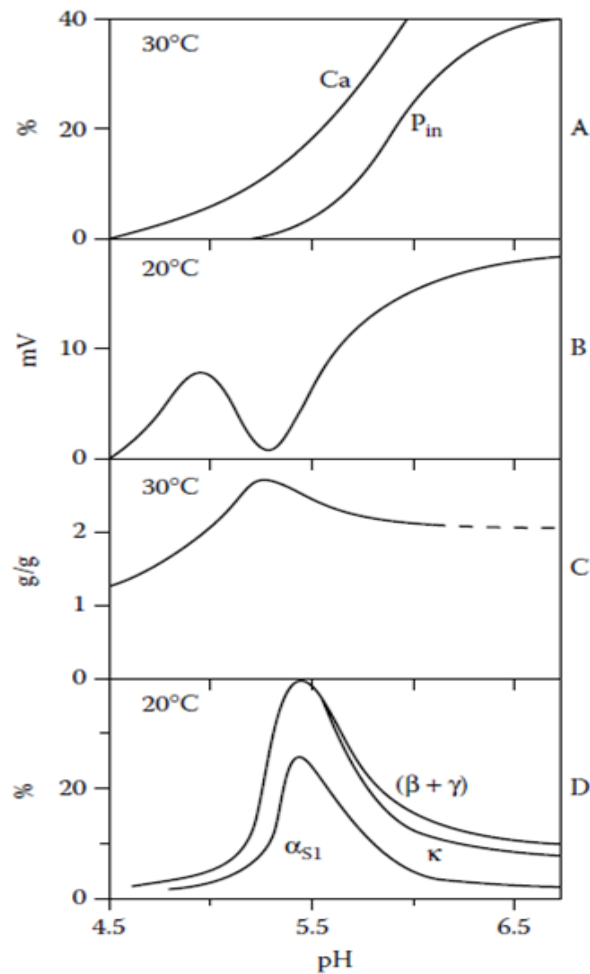 40
30°C
Ca
%
20
P_in
A
0
20°C
mV
10
B
0
30°C
2
g/g
C
1
0
20°C
%
20
(β + γ)
D
α_S1
κ
0
4.5 5.5 6.5
pH